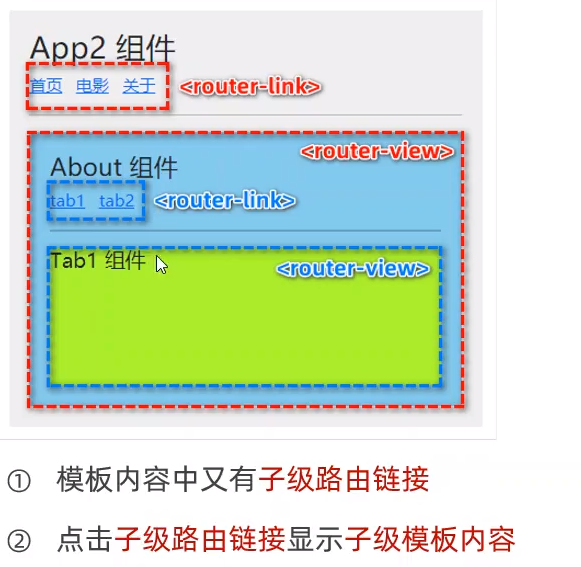 App2 组件
首页 电影 关于 <router-link>
<router-view>
About 组件
tab1 tab2 <router-link>
Tab1 组件 <router-view>
① 模板内容中又有子级路由链接
② 点击子级路由链接显示子级模板内容